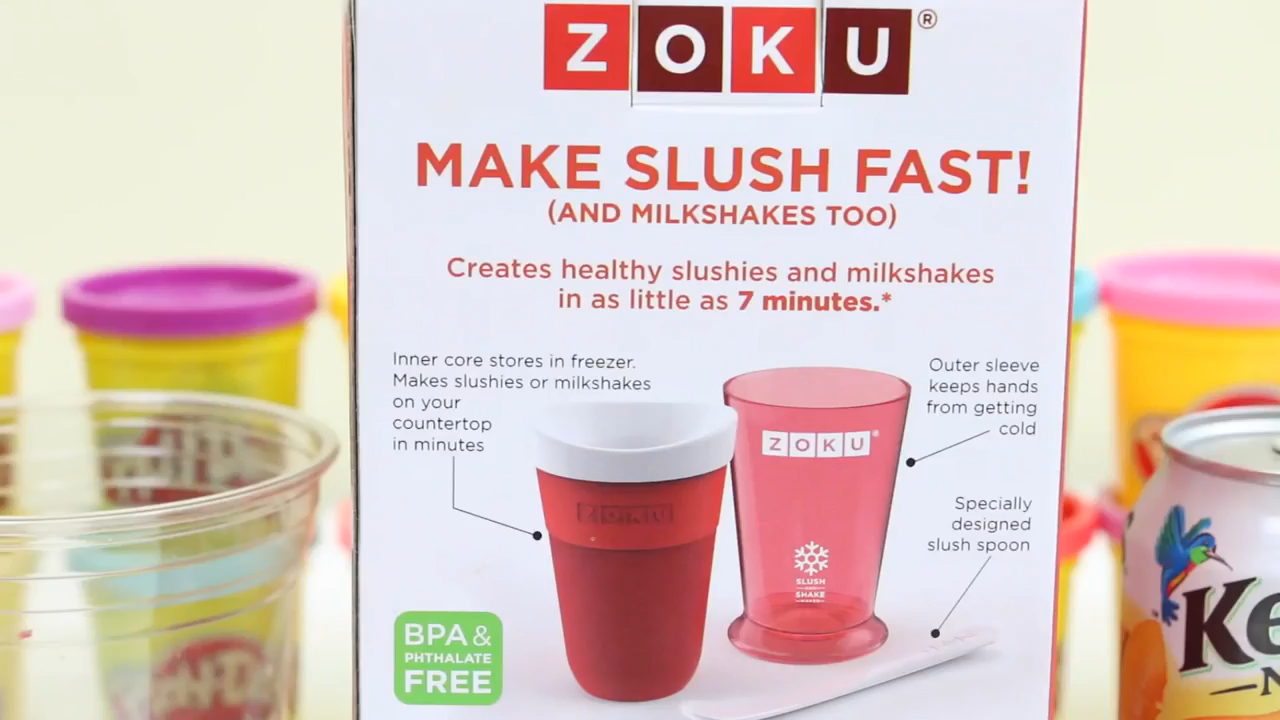 ZOKU®
MAKE SLUSH FAST!
(AND MILKSHAKES TOO)
Creates healthy slushies and milkshakes
in as little as 7 minutes.*
Inner core stores in freezer.
Makes slushies or milkshakes
on your
countertop
in minutes
Outer sleeve
keeps hands
from getting
cold
ZOKU®
ZOKU
Specially
designed
slush spoon
SLUSH
AND
SHAKE
MAKER
BPA &
PHTHALATE
FREE
Ke